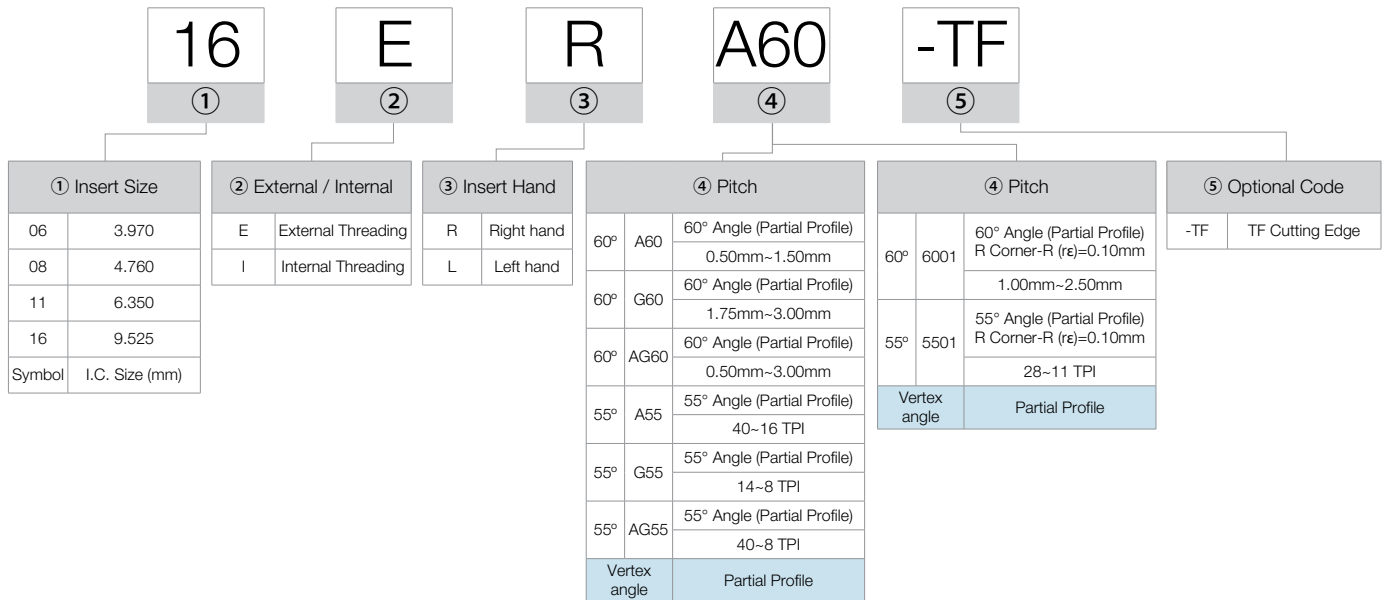 16 E R A60 -TF
① ② ③ ④ ⑤
① Insert Size
06 3.970
08 4.760
11 6.350
16 9.525
Symbol I.C. Size (mm)
② External / Internal
E External Threading
I Internal Threading
③ Insert Hand
R Right hand
L Left hand
④ Pitch
60º A60 60° Angle (Partial Profile)
0.50mm~1.50mm
60º G60 60° Angle (Partial Profile)
1.75mm~3.00mm
60º AG60 60° Angle (Partial Profile)
0.50mm~3.00mm
55º A55 55° Angle (Partial Profile)
40~16 TPI
55º G55 55° Angle (Partial Profile)
14~8 TPI
55º AG55 55° Angle (Partial Profile)
40~8 TPI
Vertex
angle
Partial Profile
④ Pitch
60º 6001 60° Angle (Partial Profile)
R Corner-R (rε)=0.10mm
1.00mm~2.50mm
55º 5501 55° Angle (Partial Profile)
R Corner-R (rε)=0.10mm
28~11 TPI
Vertex
angle
Partial Profile
⑤ Optional Code
-TF TF Cutting Edge